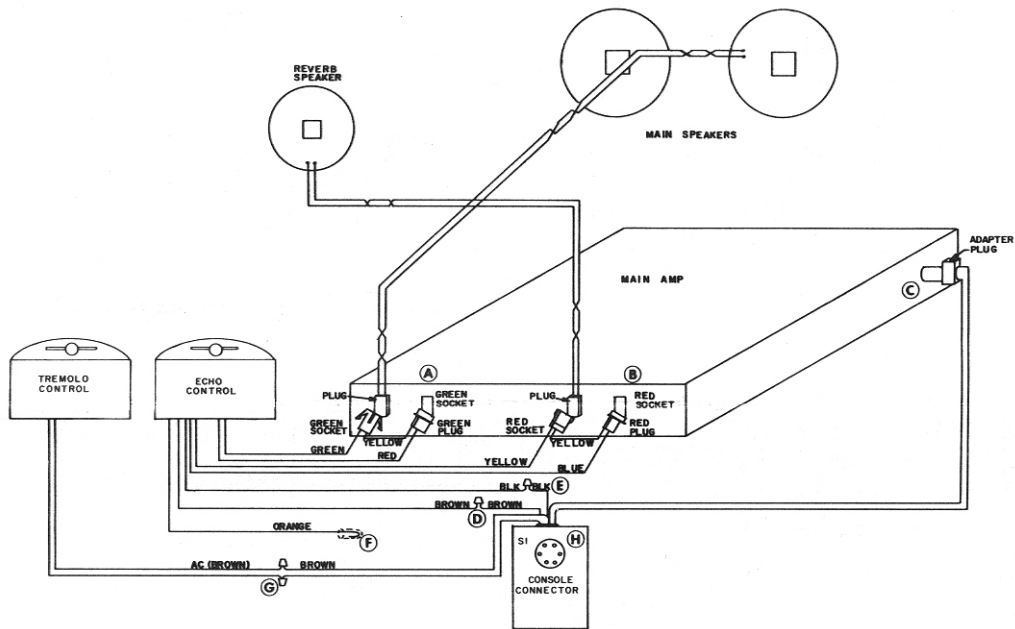 REVERB
SPEAKER
MAIN SPEAKERS
ADAPTER
PLUG
MAIN AMP
C
TREMOLO
CONTROL
ECHO
CONTROL
A
B
PLUG
GREEN
SOCKET
PLUG
RED
SOCKET
GREEN
SOCKET
GREEN
PLUG
RED
SOCKET
RED
PLUG
YELLOW
YELLOW
GREEN
RED
YELLOW
BLUE
BLK
BLK
E
BROWN
BROWN
D
ORANGE
F
S1
H
AC (BROWN)
BROWN
G
CONSOLE
CONNECTOR